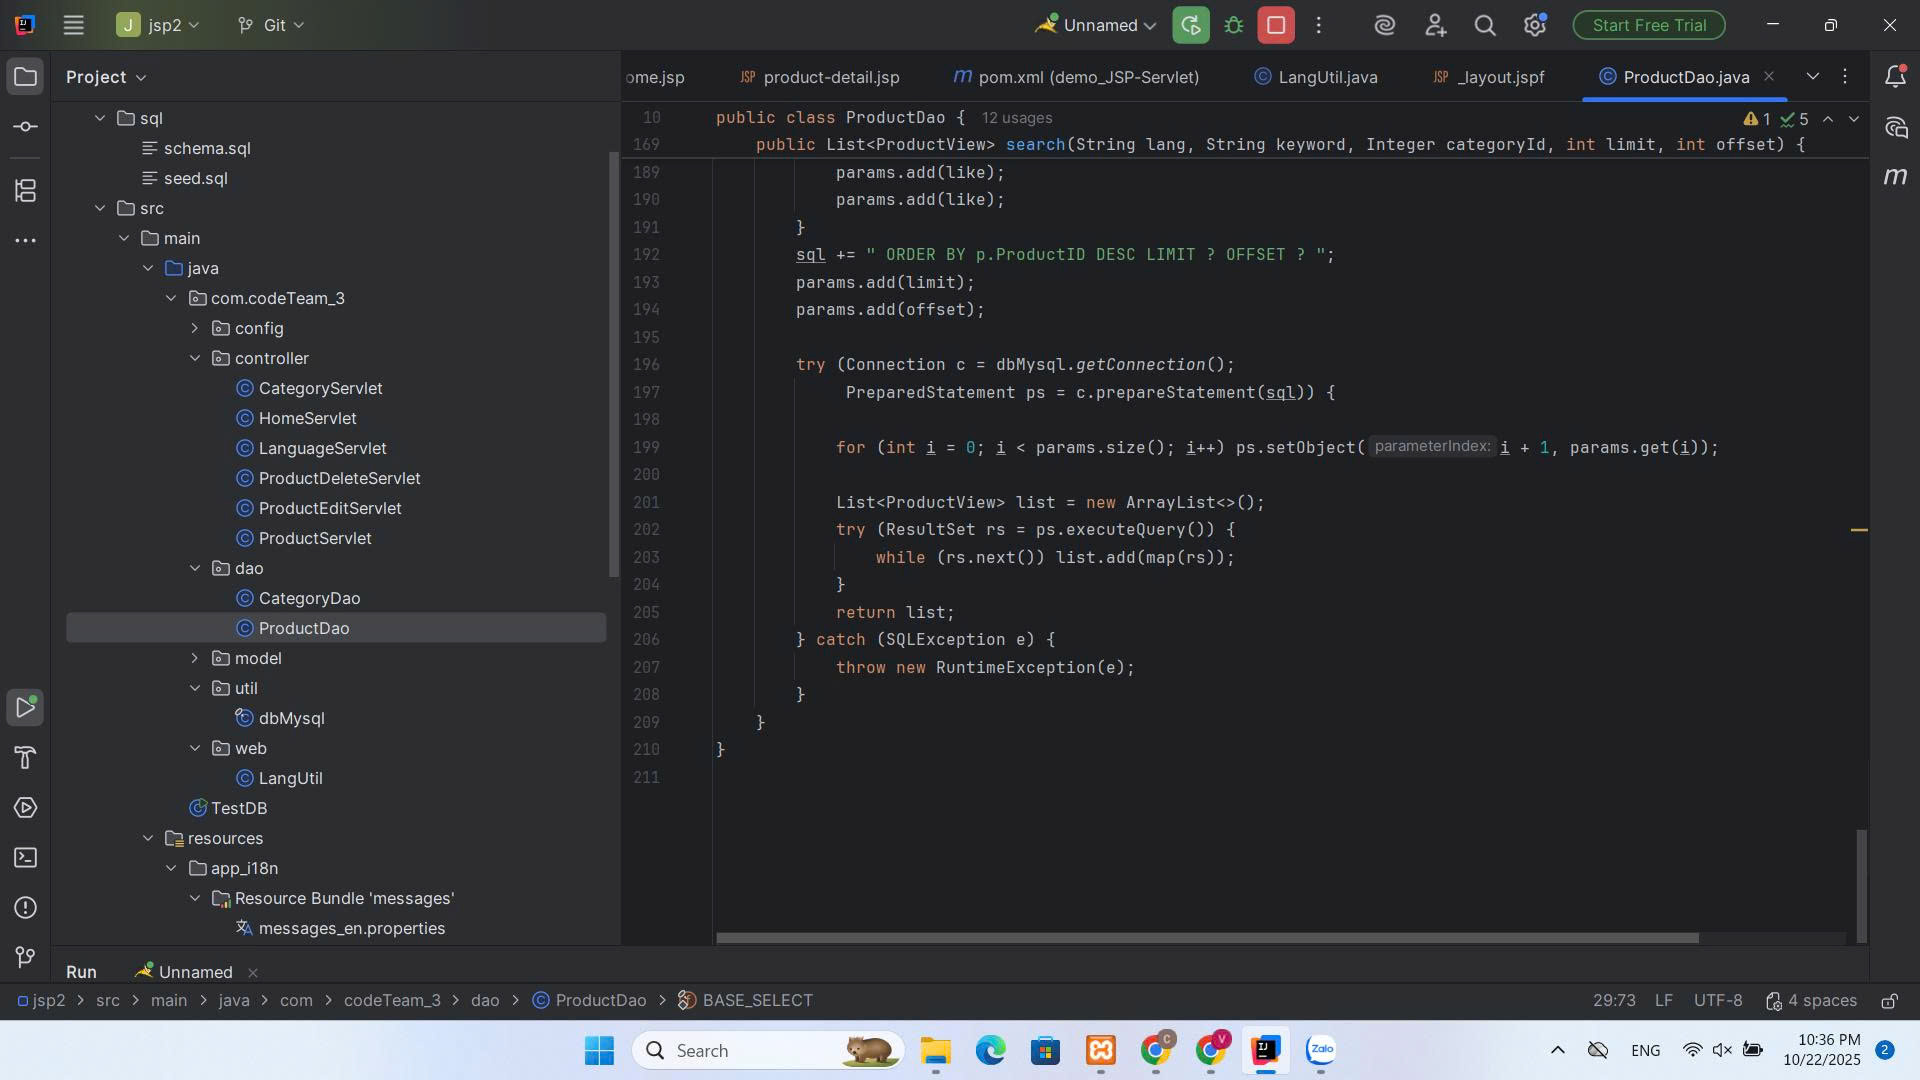 J jsp2
Git
Unnamed
Start Free Trial
Project
ome.jsp
JSP product-detail.jsp
m pom.xml (demo_JSP-Servlet)
LangUtil.java
JSP _layout.jspf
ProductDao.java
sql
schema.sql
seed.sql
src
main
java
com.codeTeam_3
config
controller
CategoryServlet
HomeServlet
LanguageServlet
ProductDeleteServlet
ProductEditServlet
ProductServlet
dao
CategoryDao
ProductDao
model
util
dbMysql
web
LangUtil
TestDB
resources
app_i18n
Resource Bundle 'messages'
messages_en.properties
1 5
10 public class ProductDao { 12 usages
169 public List<ProductView> search(String lang, String keyword, Integer categoryId, int limit, int offset) {
189 params.add(like);
190 params.add(like);
191 }
192 sql += " ORDER BY p.ProductID DESC LIMIT ? OFFSET ? ";
193 params.add(limit);
194 params.add(offset);
195
196 try (Connection c = dbMysql.getConnection();
197 PreparedStatement ps = c.prepareStatement(sql)) {
198
199 for (int i = 0; i < params.size(); i++) ps.setObject( parameterIndex: i + 1, params.get(i));
200
201 List<ProductView> list = new ArrayList<>();
202 try (ResultSet rs = ps.executeQuery()) {
203 while (rs.next()) list.add(map(rs));
204 }
205 return list;
206 } catch (SQLException e) {
207 throw new RuntimeException(e);
208 }
209 }
210 }
211
m
Run
Unnamed
jsp2 > src > main > java > com > codeTeam_3 > dao > ProductDao > BASE_SELECT
29:73 LF UTF-8 4 spaces
Search
C
V
Zalo
ENG
10:36 PM
10/22/2025
2